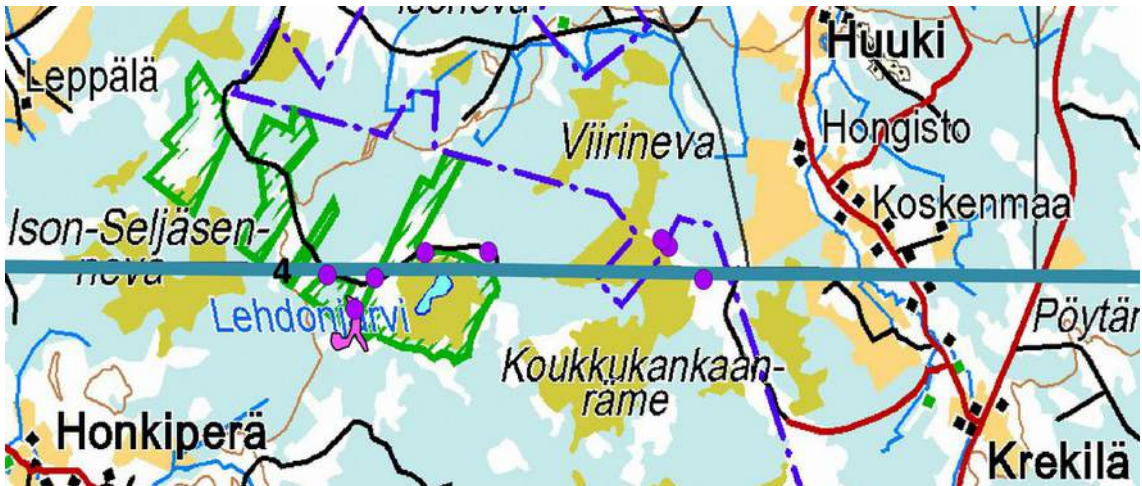 Huuki
Leppälä
Hongisto
Viirineva
Koskenmaa
Ison-Seljäsen-
neva
4
Lehdonjärvi
Pöytär
Koukkukankaan-
räme
Honkiperä
Krekilä